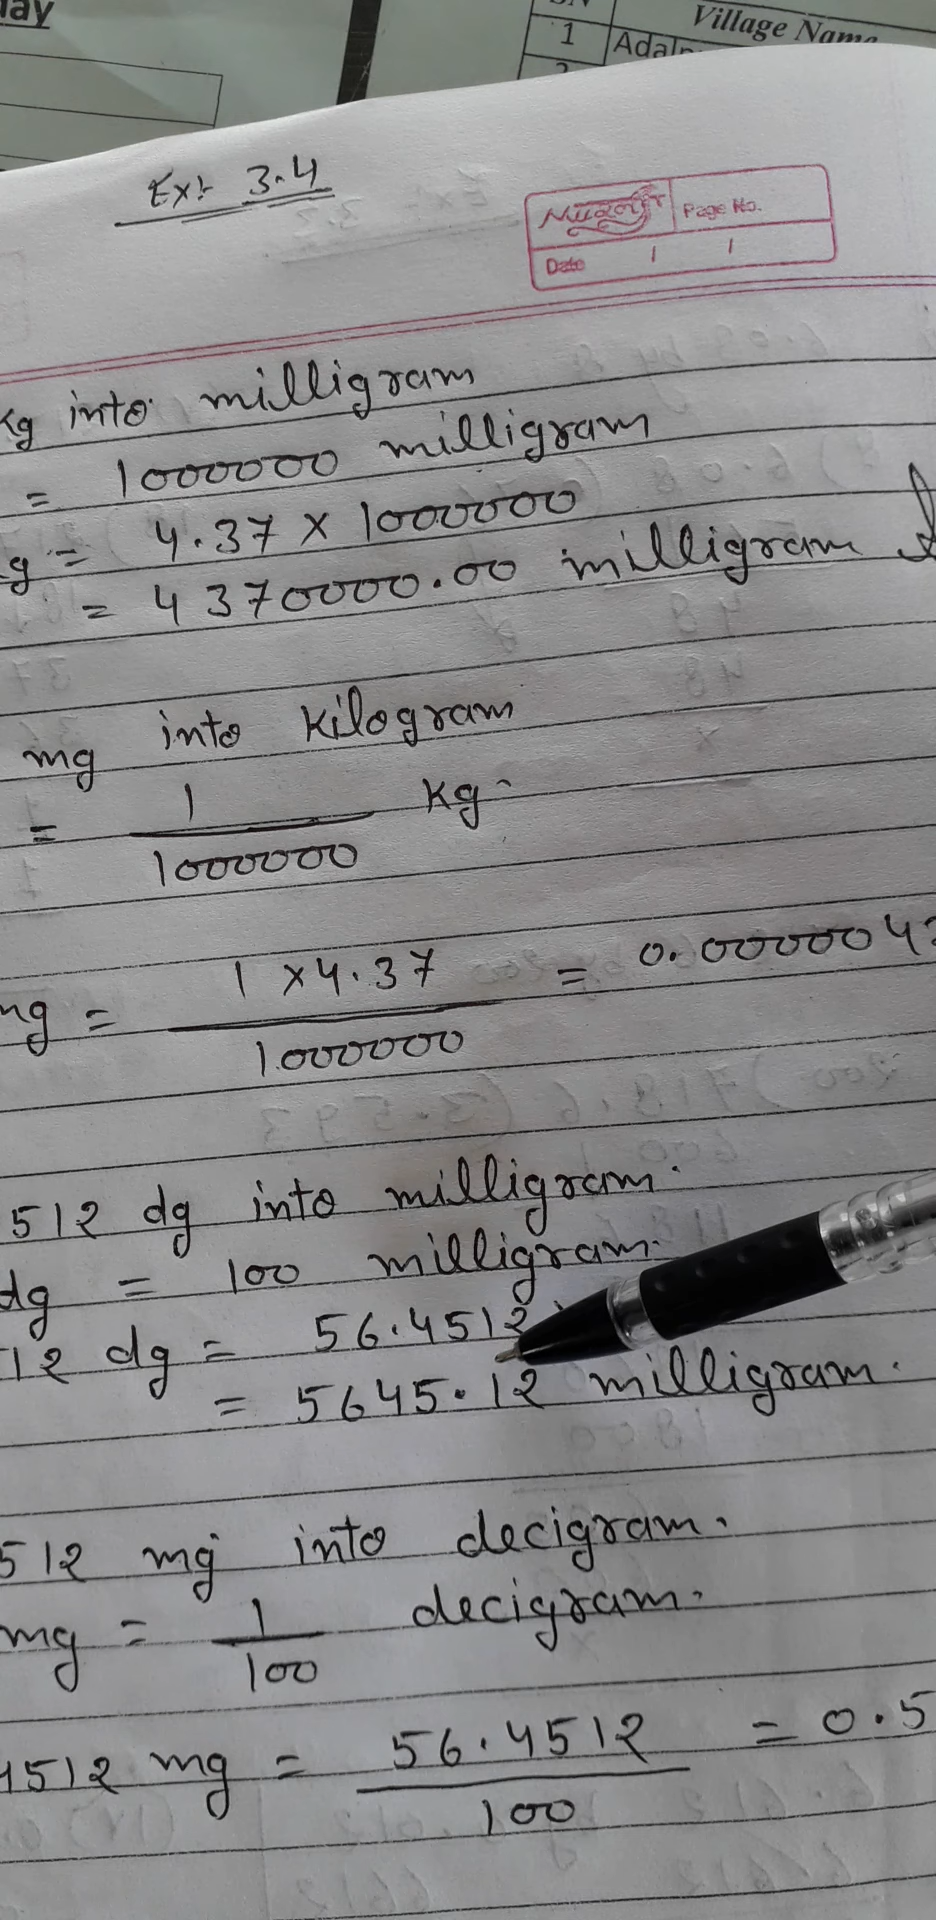 Village Name
1
Ex:- 3.4
Page No.
Date
Kg into milligram
= 1000000 milligram
g = 4.37 x 1000000
= 4370000.00 milligram
mg into Kilogram
= 1 / 1000000 Kg
mg = 1 x 4.37 / 1000000 = 0.00000437
512 dg into milligram.
dg = 100 milligram.
12 dg = 56.4512
= 5645.12 milligram.
512 mg into decigram.
mg = 1 / 100 decigram.
4512 mg = 56.4512 / 100 = 0.5